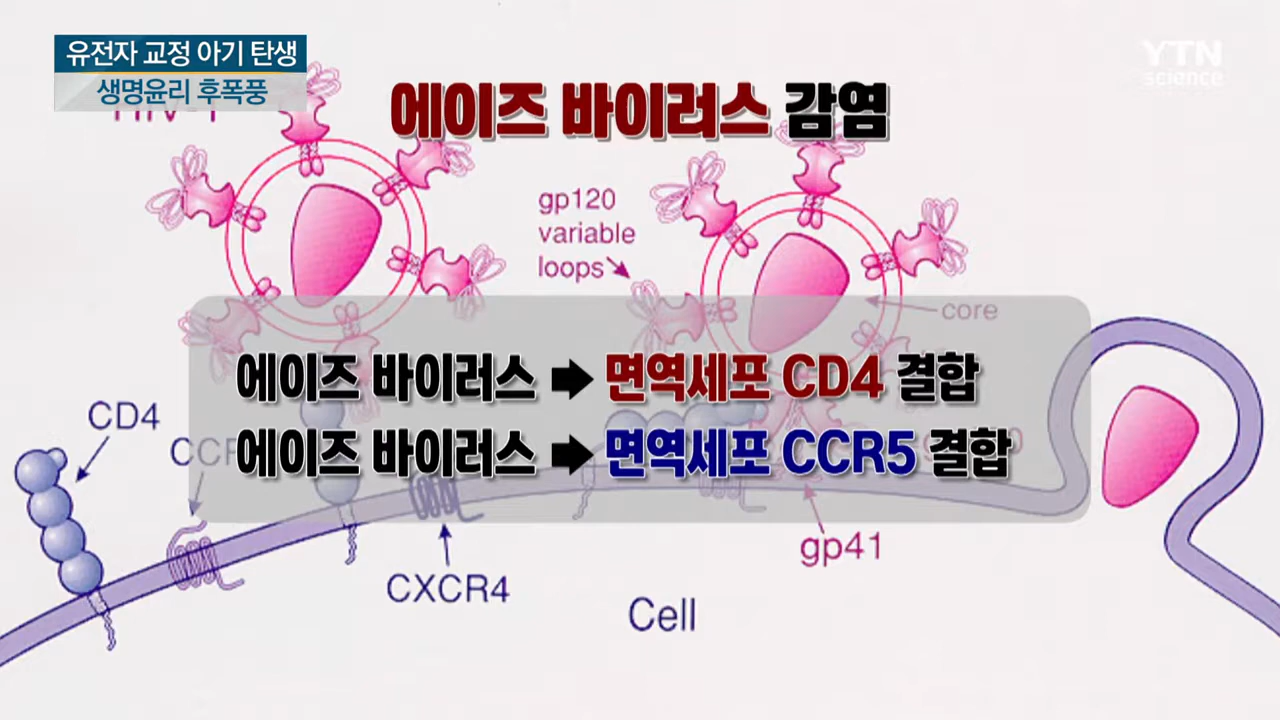 유전자 교정 아기 탄생
생명윤리 후폭풍
YTN
science
에이즈 바이러스 감염
gp120
variable
loops
core
에이즈 바이러스 ➡ 면역세포 CD4 결합
에이즈 바이러스 ➡ 면역세포 CCR5 결합
CD4
gp41
CXCR4
Cell